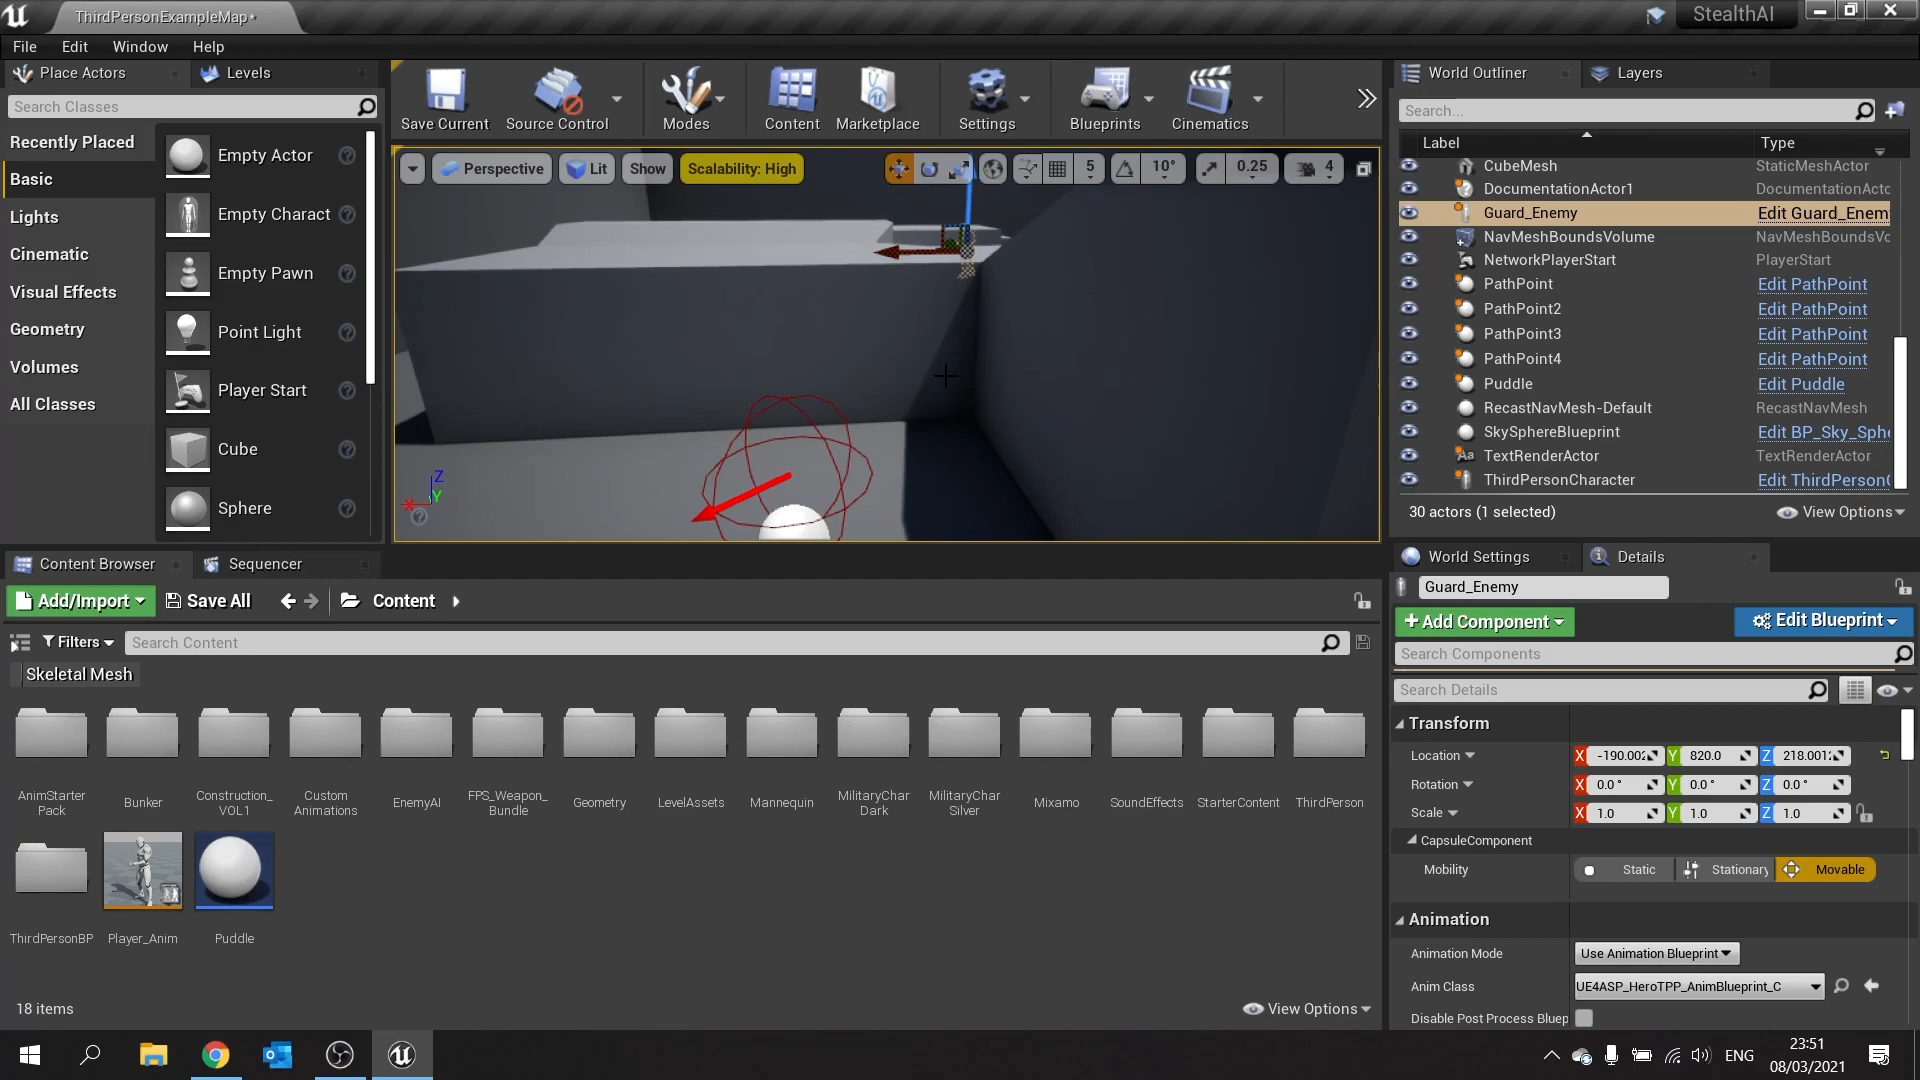 ThirdPersonExampleMap*
StealthAI
File Edit Window Help
Place Actors
Levels
Search Classes
Recently Placed
Basic
Lights
Cinematic
Visual Effects
Geometry
Volumes
All Classes
Empty Actor
Empty Charact
Empty Pawn
Point Light
Player Start
Cube
Sphere
Save Current
Source Control
Modes
Content
Marketplace
Settings
Blueprints
Cinematics
Perspective
Lit
Show
Scalability: High
5
10°
0.25
4
Z
Y
X
World Outliner
Layers
Search...
Label Type
CubeMesh StaticMeshActor
DocumentationActor1 DocumentationActo
Guard_Enemy Edit Guard_Enem
NavMeshBoundsVolume NavMeshBoundsVo
NetworkPlayerStart PlayerStart
PathPoint Edit PathPoint
PathPoint2 Edit PathPoint
PathPoint3 Edit PathPoint
PathPoint4 Edit PathPoint
Puddle Edit Puddle
RecastNavMesh-Default RecastNavMesh
SkySphereBlueprint Edit BP_Sky_Sphe
TextRenderActor TextRenderActor
ThirdPersonCharacter Edit ThirdPersonC
30 actors (1 selected)
View Options
Content Browser
Sequencer
Add/Import
Save All
Content
Filters
Search Content
Skeletal Mesh
AnimStarter
Pack
Bunker
Construction_
VOL1
Custom
Animations
EnemyAI
FPS_Weapon_
Bundle
Geometry
LevelAssets
Mannequin
MilitaryChar
Dark
MilitaryChar
Silver
Mixamo
SoundEffects
StarterContent
ThirdPerson
ThirdPersonBP
Player_Anim
Puddle
18 items
View Options
World Settings
Details
Guard_Enemy
+Add Component
Edit Blueprint
Search Components
Search Details
Transform
Location X -190.002 Y 820.0 Z 218.001
Rotation X 0.0 ° Y 0.0 ° Z 0.0 °
Scale X 1.0 Y 1.0 Z 1.0
CapsuleComponent
Mobility Static Stationary Movable
Animation
Animation Mode Use Animation Blueprint
Anim Class UE4ASP_HeroTPP_AnimBlueprint_C
Disable Post Process Bluep
ENG
23:51
08/03/2021